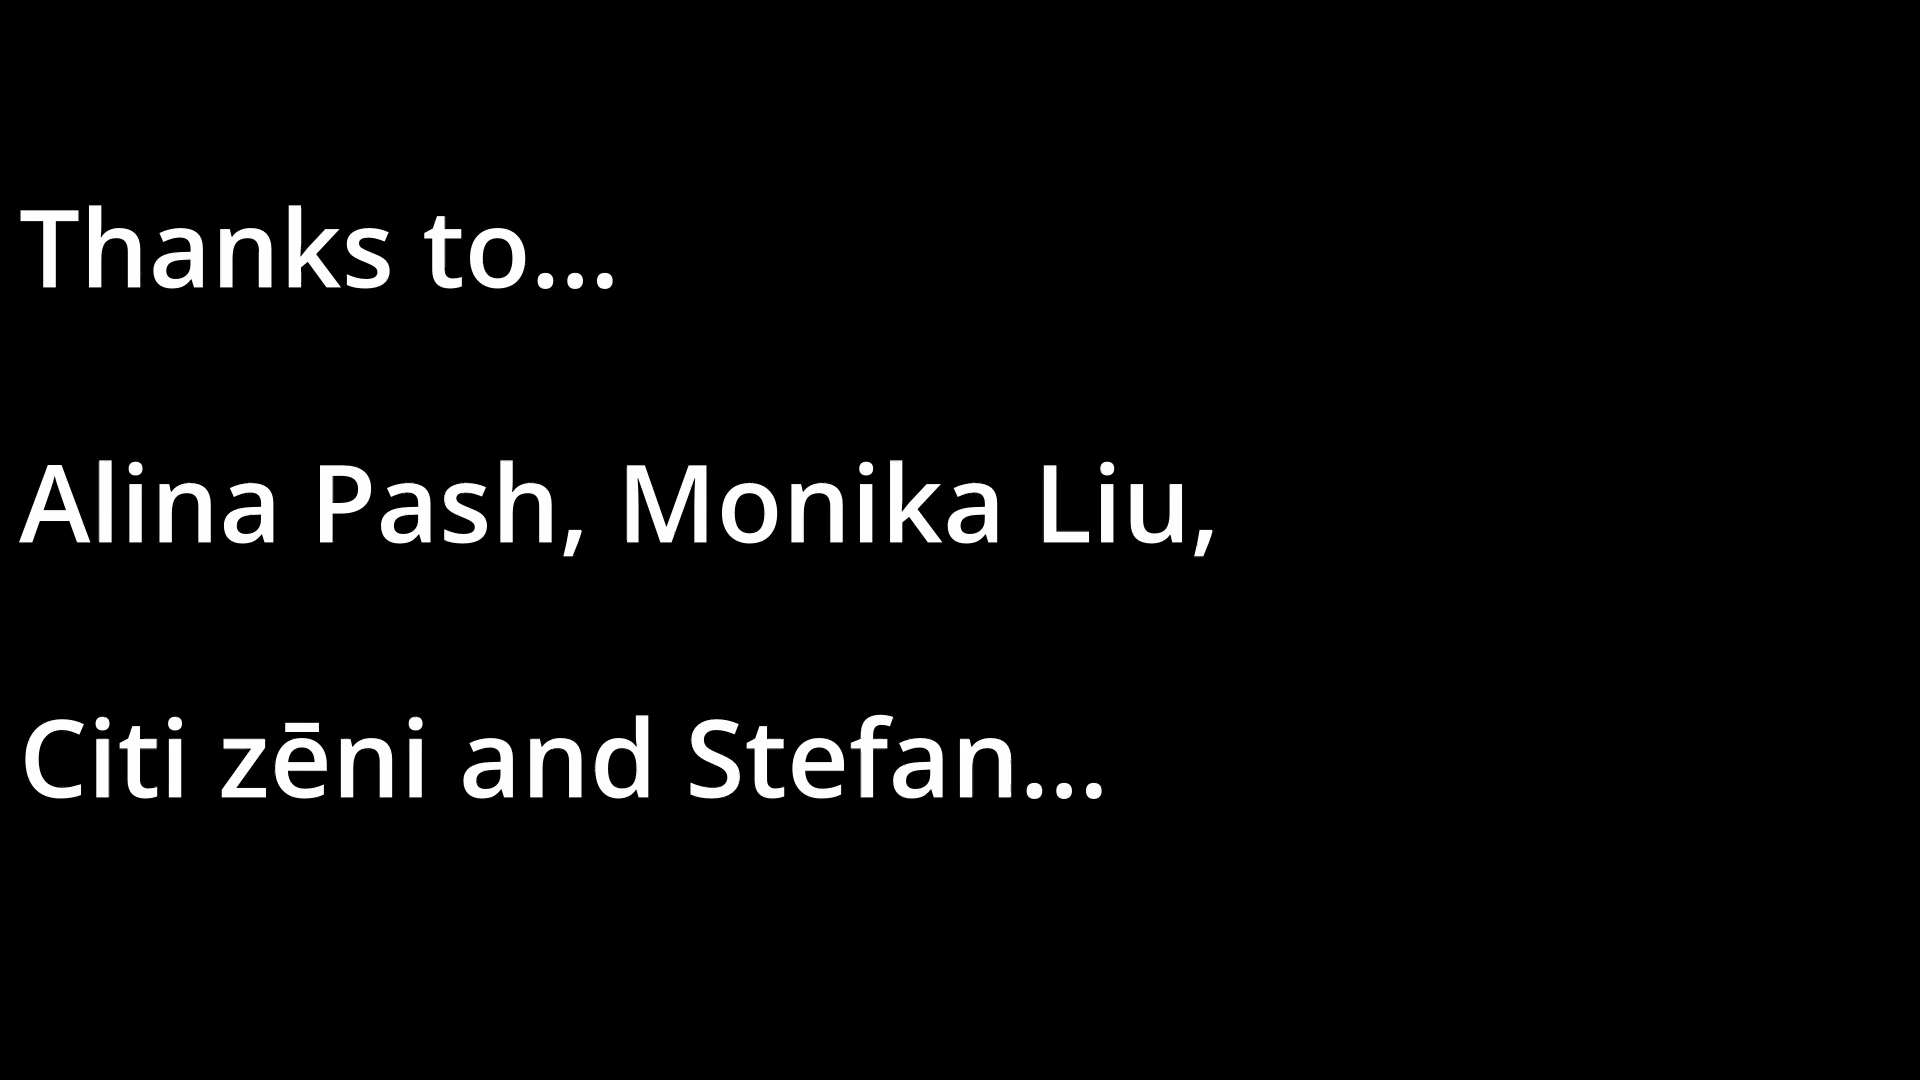 Thanks to...
Alina Pash, Monika Liu,
Citi zēni and Stefan...